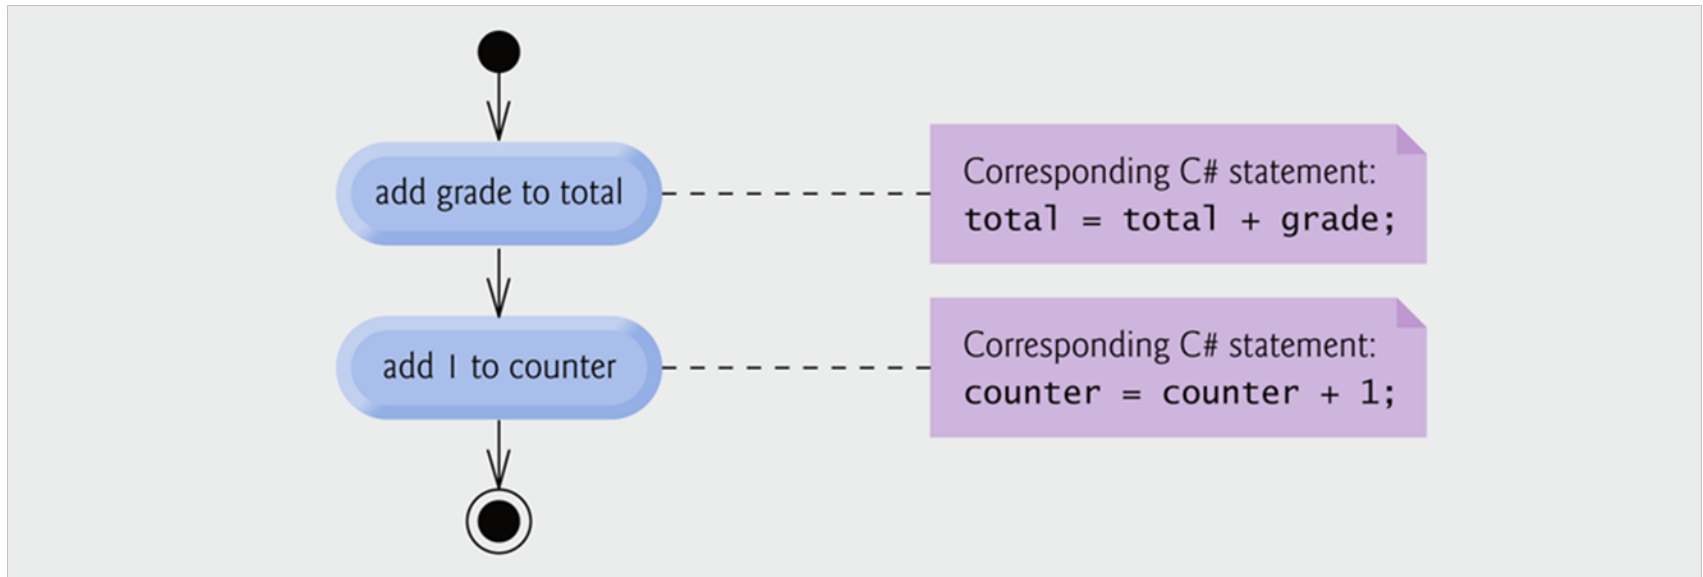 add grade to total
Corresponding C# statement:
total = total + grade;
add 1 to counter
Corresponding C# statement:
counter = counter + 1;